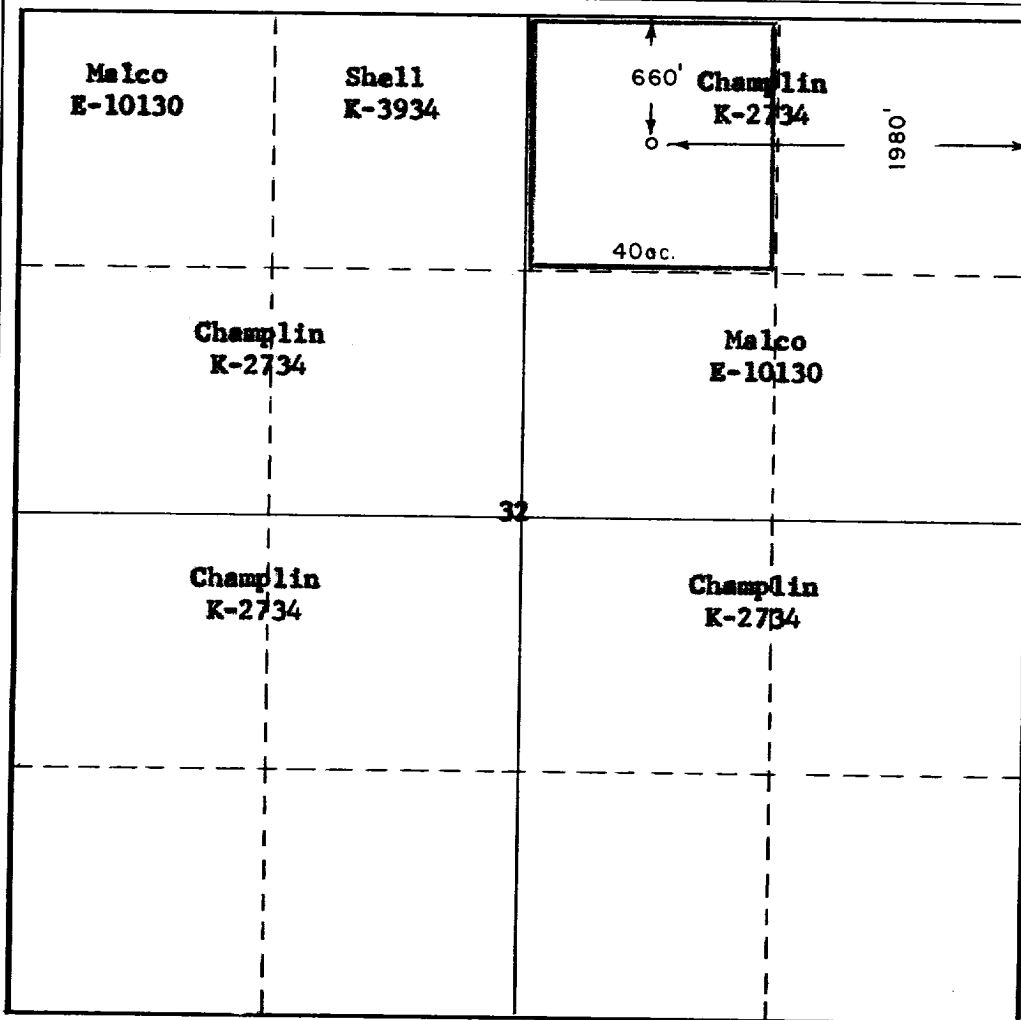 Malco
E-10130
Shell
K-3934
660'
Champlin
K-2734
1980'
40ac.
Champlin
K-2734
Malco
E-10130
32
Champlin
K-2734
Champlin
K-2734